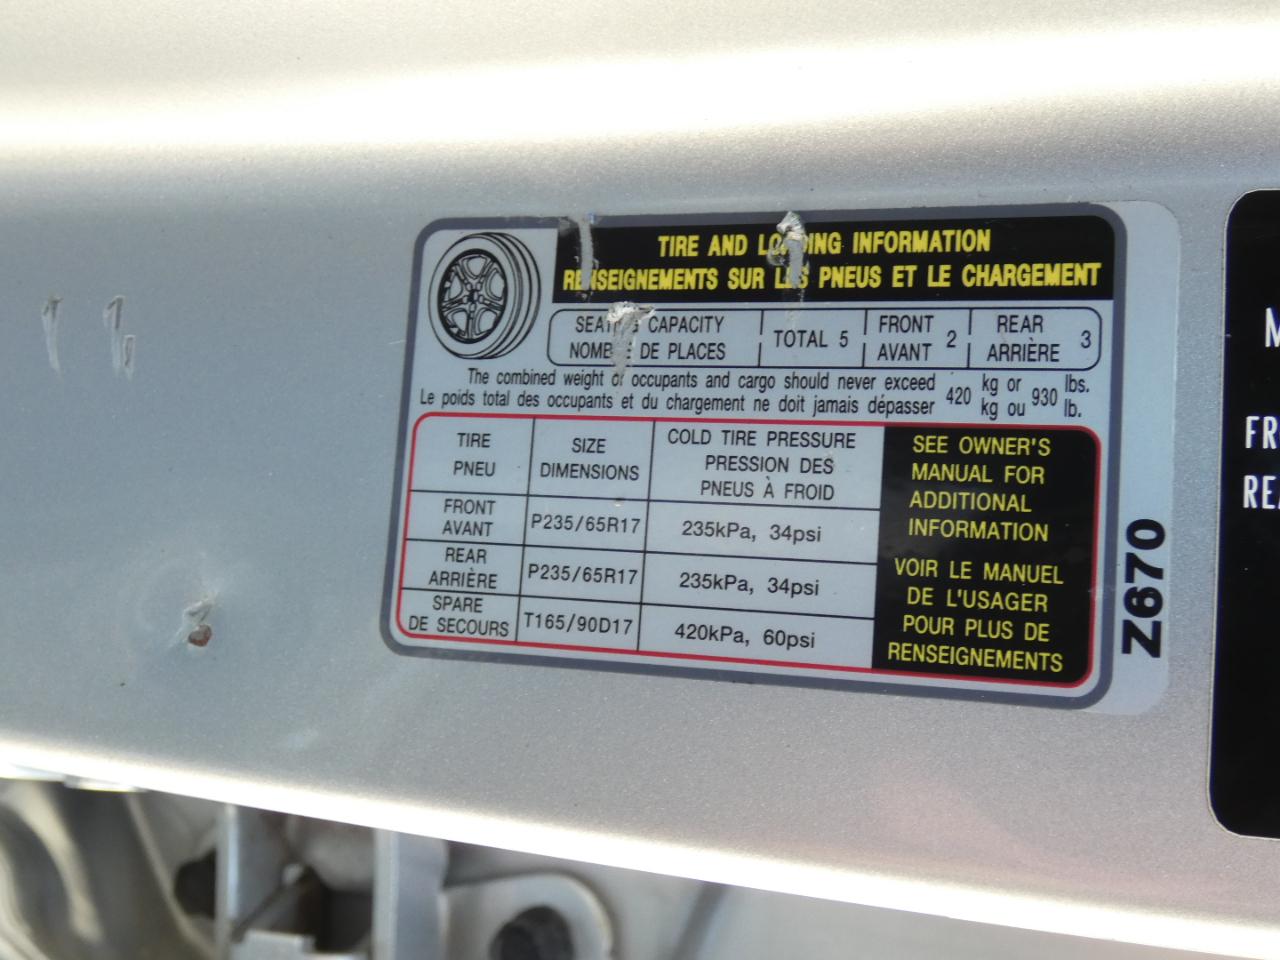 TIRE AND LOADING INFORMATION
RENSEIGNEMENTS SUR LES PNEUS ET LE CHARGEMENT
SEATING CAPACITY
NOMBRE DE PLACES
TOTAL 5
FRONT
AVANT
2
REAR
ARRIÈRE
3
The combined weight of occupants and cargo should never exceed 420 kg or 930 lbs.
Le poids total des occupants et du chargement ne doit jamais dépasser kg ou lb.
TIRE
PNEU
SIZE
DIMENSIONS
COLD TIRE PRESSURE
PRESSION DES
PNEUS À FROID
FRONT
AVANT
P235/65R17
235kPa, 34psi
REAR
ARRIÈRE
P235/65R17
235kPa, 34psi
SPARE
DE SECOURS
T165/90D17
420kPa, 60psi
SEE OWNER'S
MANUAL FOR
ADDITIONAL
INFORMATION
VOIR LE MANUEL
DE L'USAGER
POUR PLUS DE
RENSEIGNEMENTS
Z670